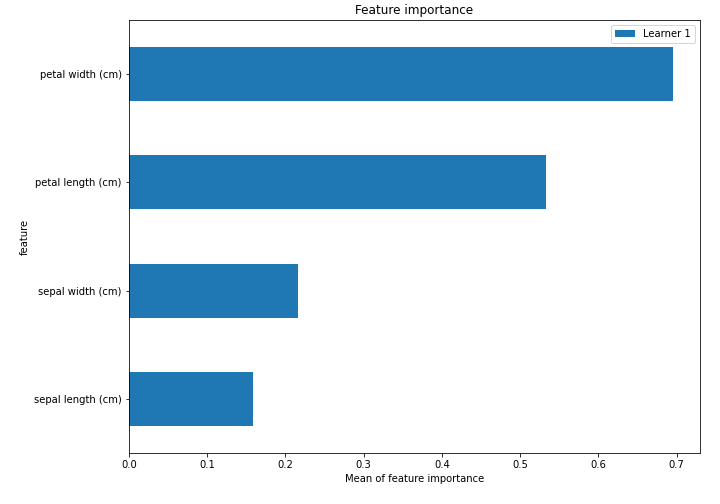 Feature importance
Learner 1
petal width (cm)
petal length (cm)
feature
sepal width (cm)
sepal length (cm)
0.0 0.1 0.2 0.3 0.4 0.5 0.6 0.7
Mean of feature importance